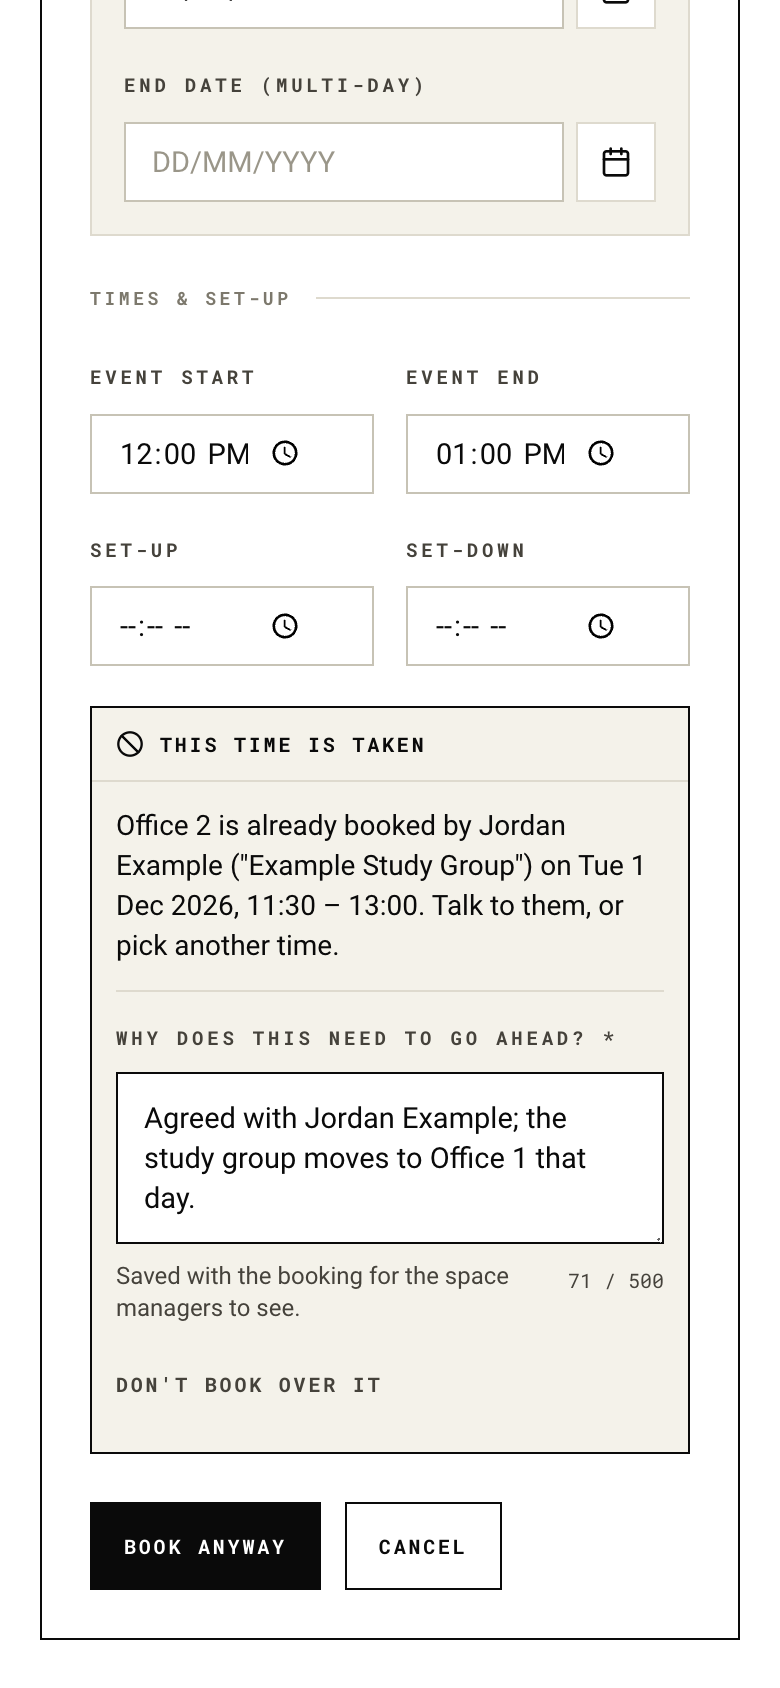 END DATE (MULTI-DAY)
DD/MM/YYYY
TIMES & SET-UP
EVENT START
EVENT END
12:00 PM
01:00 PM
SET-UP
SET-DOWN
--:-- --
--:-- --
THIS TIME IS TAKEN
Office 2 is already booked by Jordan
Example ("Example Study Group") on Tue 1
Dec 2026, 11:30 – 13:00. Talk to them, or
pick another time.
WHY DOES THIS NEED TO GO AHEAD? *
Agreed with Jordan Example; the
study group moves to Office 1 that
day.
Saved with the booking for the space
managers to see.
71 / 500
DON'T BOOK OVER IT
BOOK ANYWAY
CANCEL